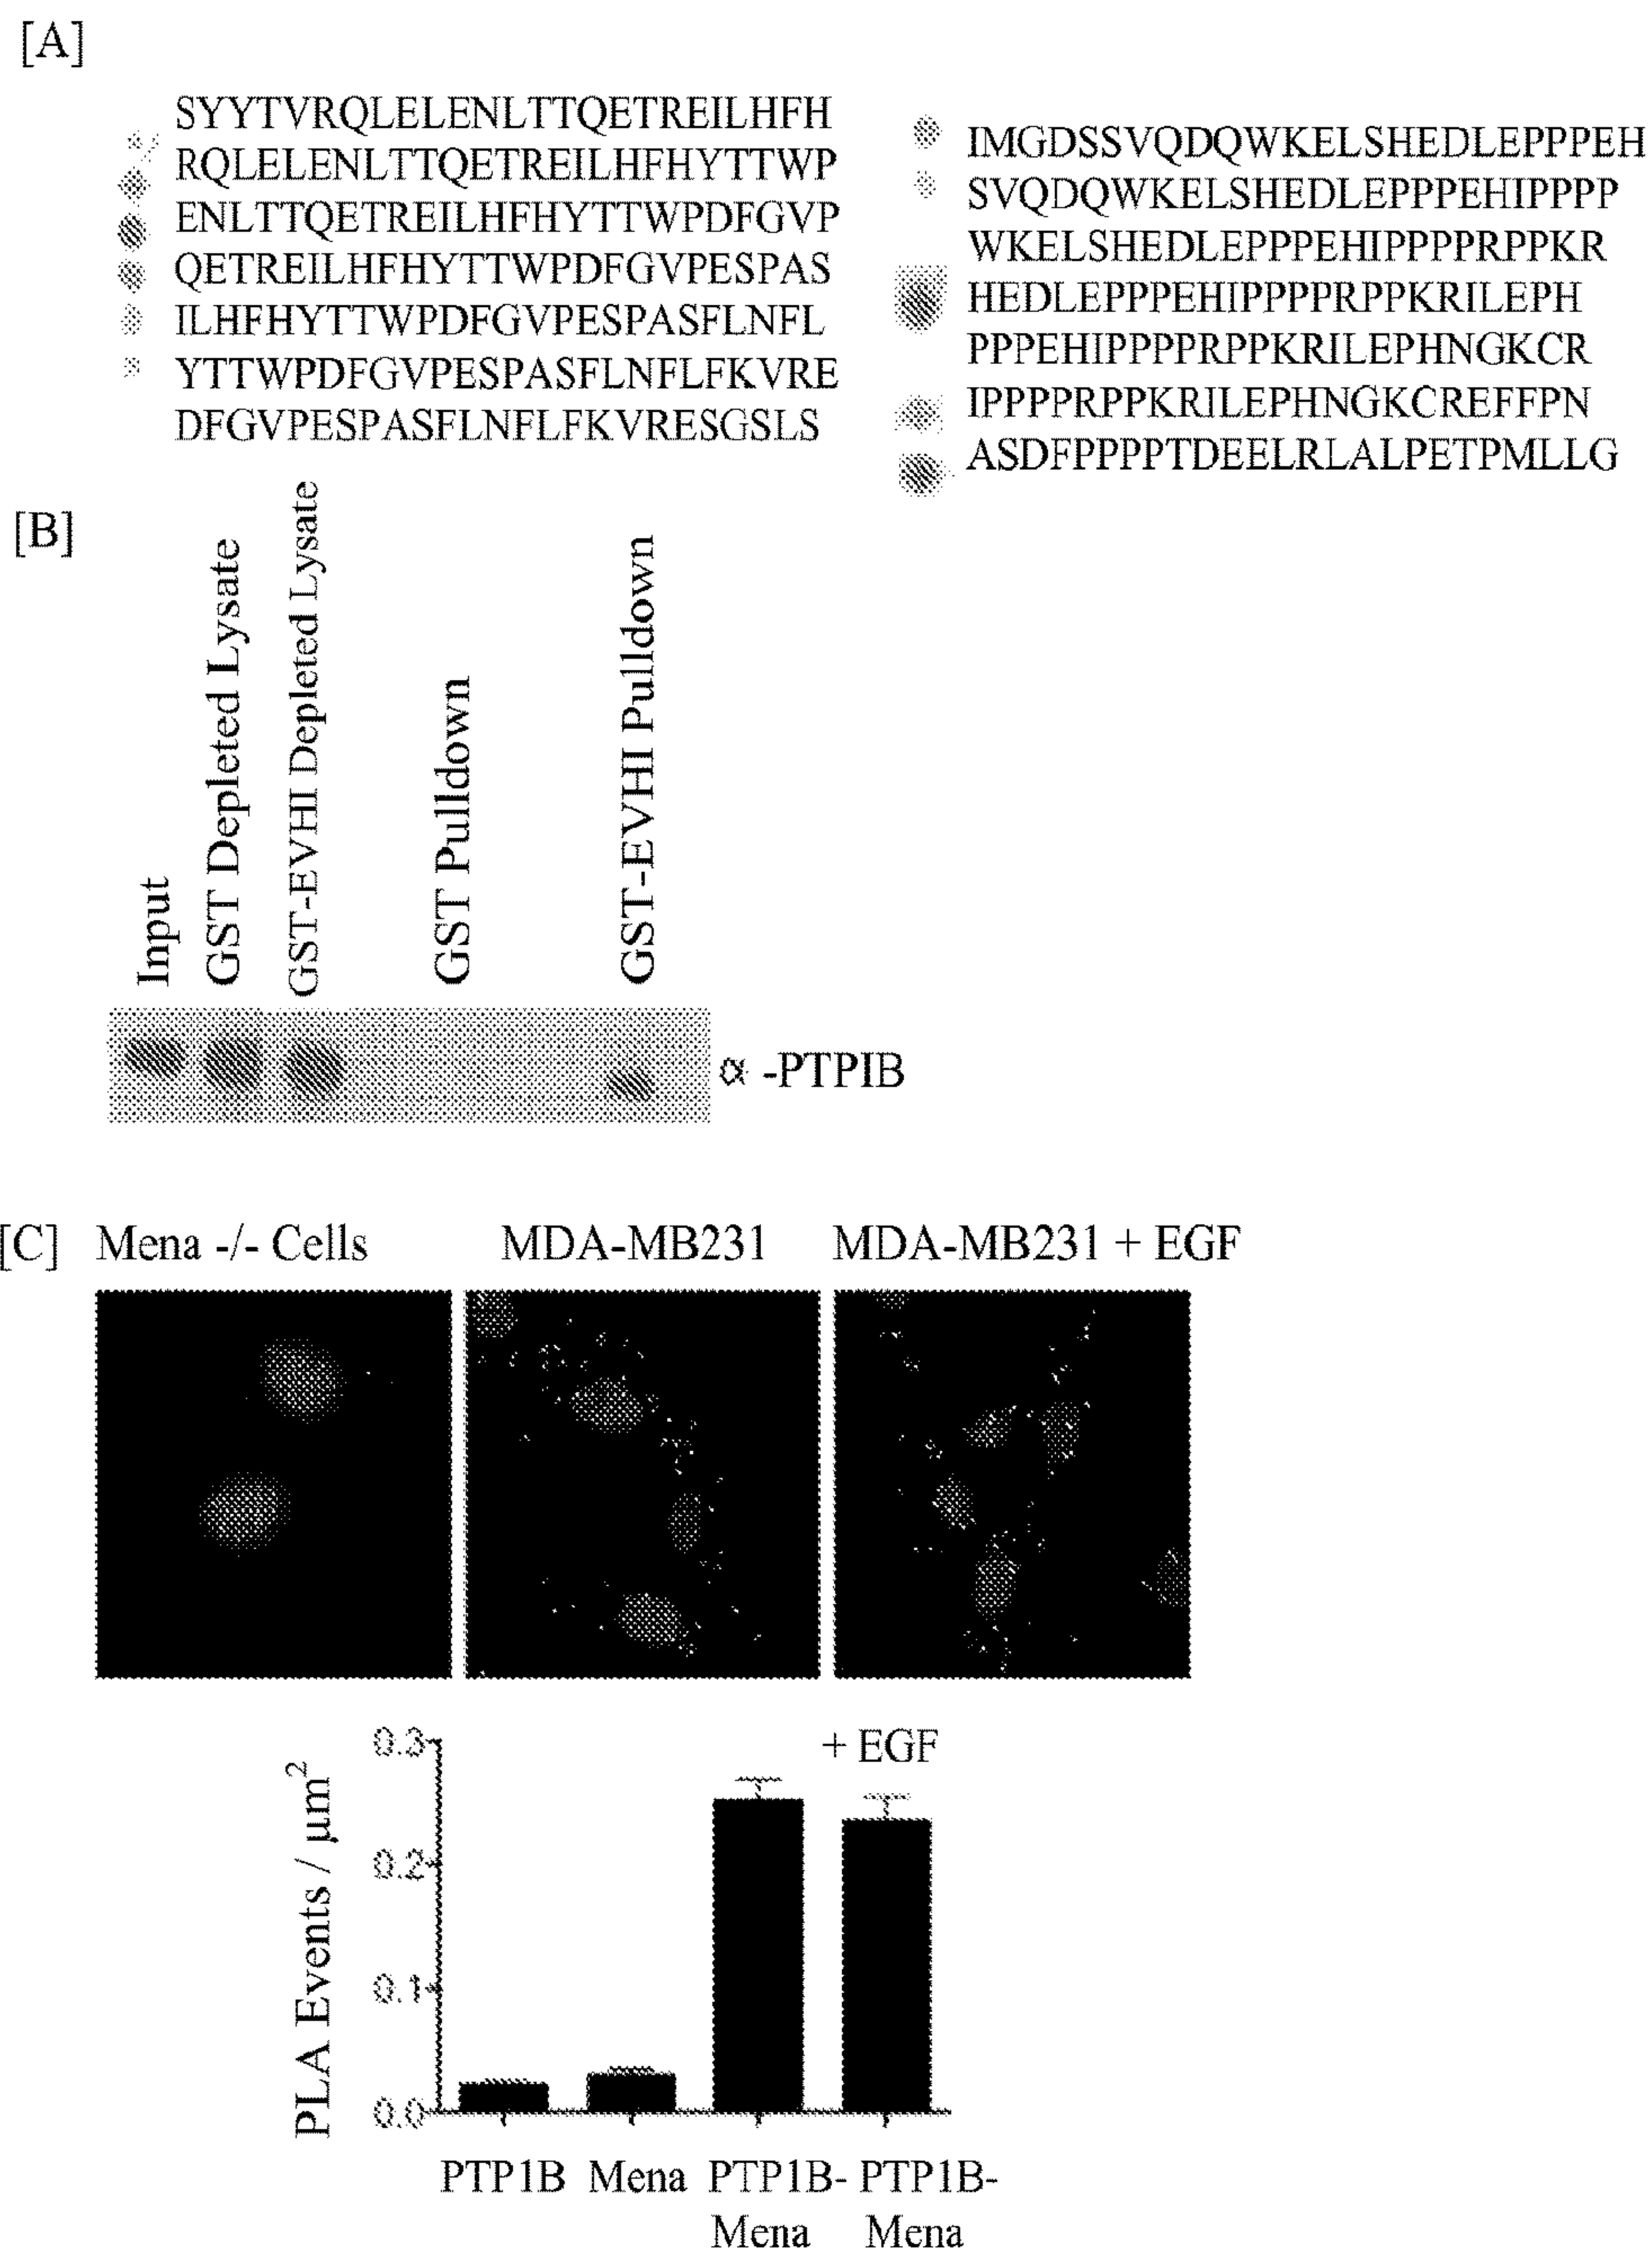 [A]
SYYTVRQLELENLTTQETREILHFH
RQLELENLTTQETREILHFHYTTWP
ENLTTQETREILHFHYTTWPDFGVP
QETREILHFHYTTWPDFGVPESPAS
ILHFHYTTWPDFGVPESPASFLNFL
YTTWPDFGVPESPASFLNFLFKVRE
DFGVPESPASFLNFLFKVRESGSLS
IMGDSSVQDQWKELSHEDLEPPPEH
SVQDQWKELSHEDLEPPPEHIPPPP
WKELSHEDLEPPPEHIPPPPRPPKR
HEDLEPPPEHIPPPPRPPKRILEPH
PPPEHIPPPPRPPKRILEPHNGKCR
IPPPPRPPKRILEPHNGKCREFFPN
ASDFPPPPTDEELRLALPETPMLLG
[B]
Input
GST Depleted Lysate
GST-EVHI Depleted Lysate
GST Pulldown
GST-EVHI Pulldown
α -PTPIB
[C] Mena -/- Cells
MDA-MB231
MDA-MB231 + EGF
PLA Events / μm²
0.3
0.2
0.1
0.0
+ EGF
PTP1B Mena PTP1B- PTP1B-
Mena Mena